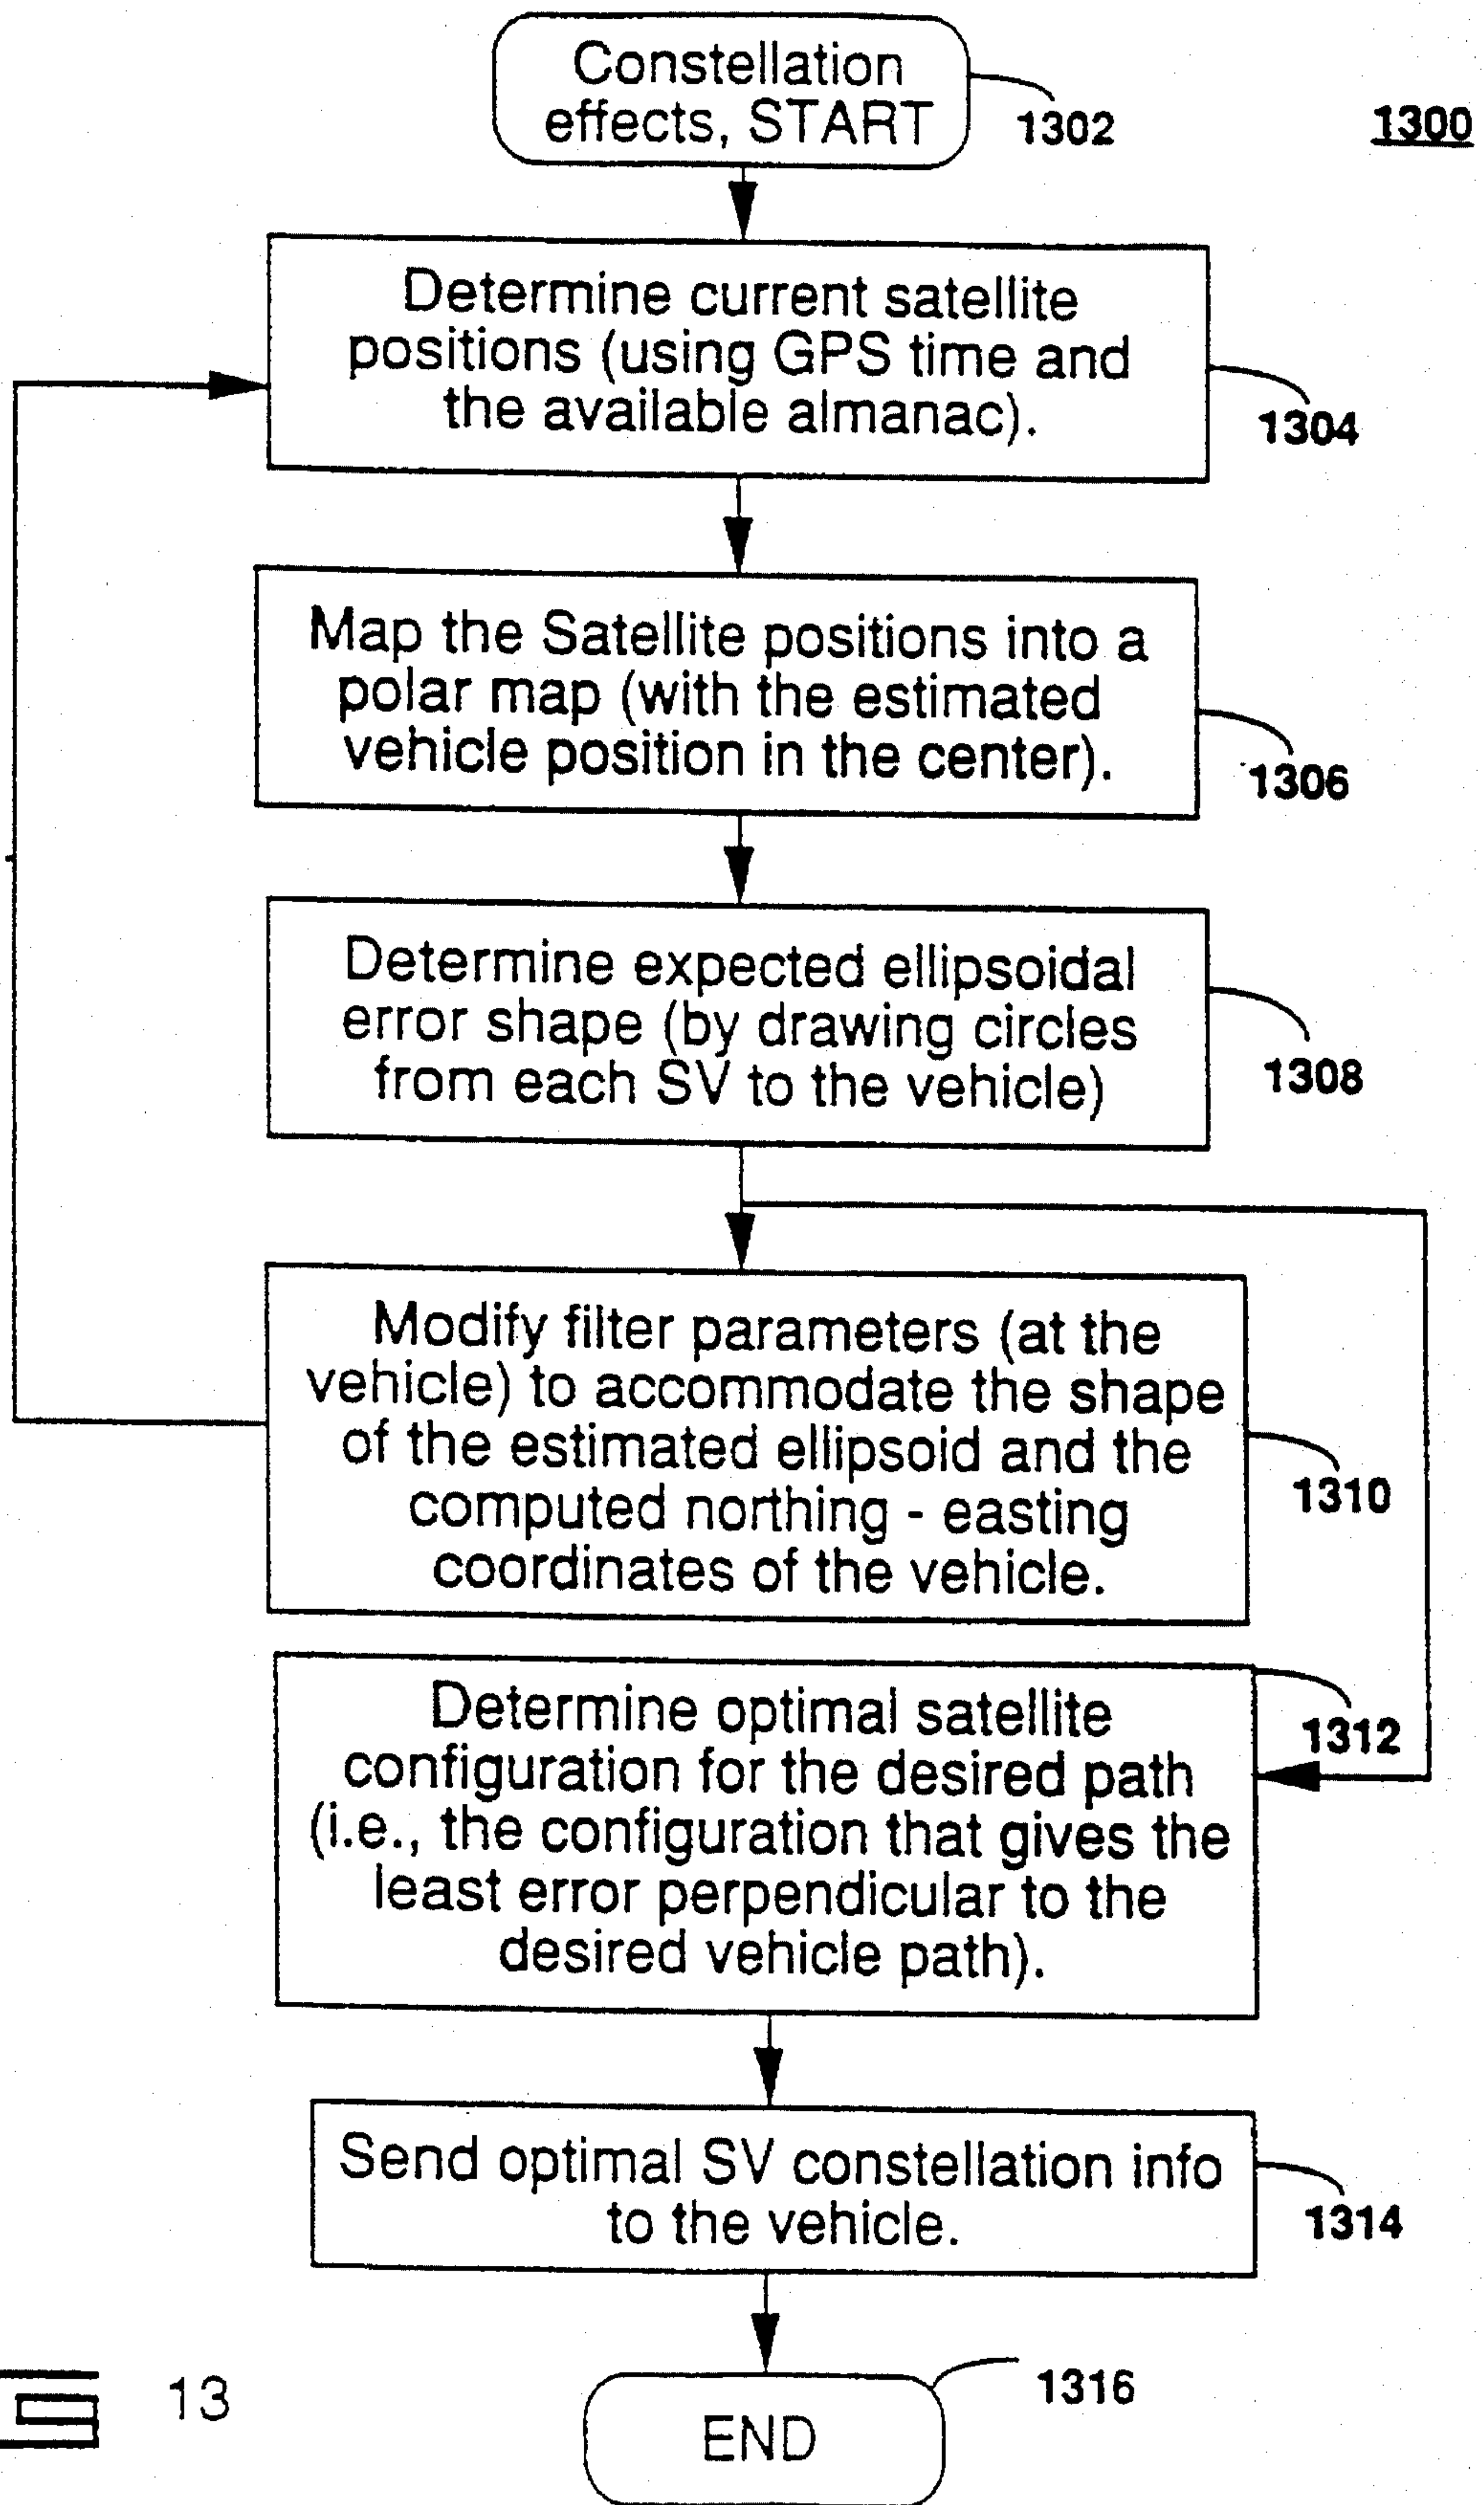 Constellation
effects, START
1302
1300
Determine current satellite
positions (using GPS time and
the available almanac).
1304
Map the Satellite positions into a
polar map (with the estimated
vehicle position in the center).
1306
Determine expected ellipsoidal
error shape (by drawing circles
from each SV to the vehicle)
1308
Modify filter parameters (at the
vehicle) to accommodate the shape
of the estimated ellipsoid and the
computed northing - easting
coordinates of the vehicle.
1310
Determine optimal satellite
configuration for the desired path
(i.e., the configuration that gives the
least error perpendicular to the
desired vehicle path).
1312
Send optimal SV constellation info
to the vehicle.
1314
END
1316
13